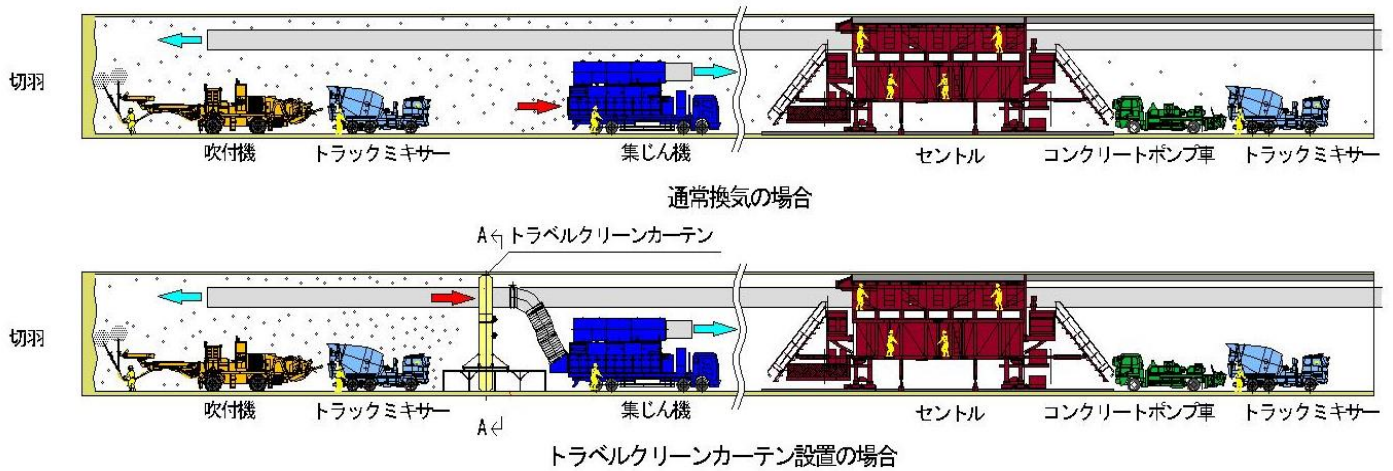 切羽
吹付機
トラックミキサー
集じん機
セントル
コンクリートポンプ車
トラックミキサー
通常換気の場合
A
トラベルクリーンカーテン
切羽
吹付機
トラックミキサー
集じん機
セントル
コンクリートポンプ車
トラックミキサー
A
トラベルクリーンカーテン設置の場合